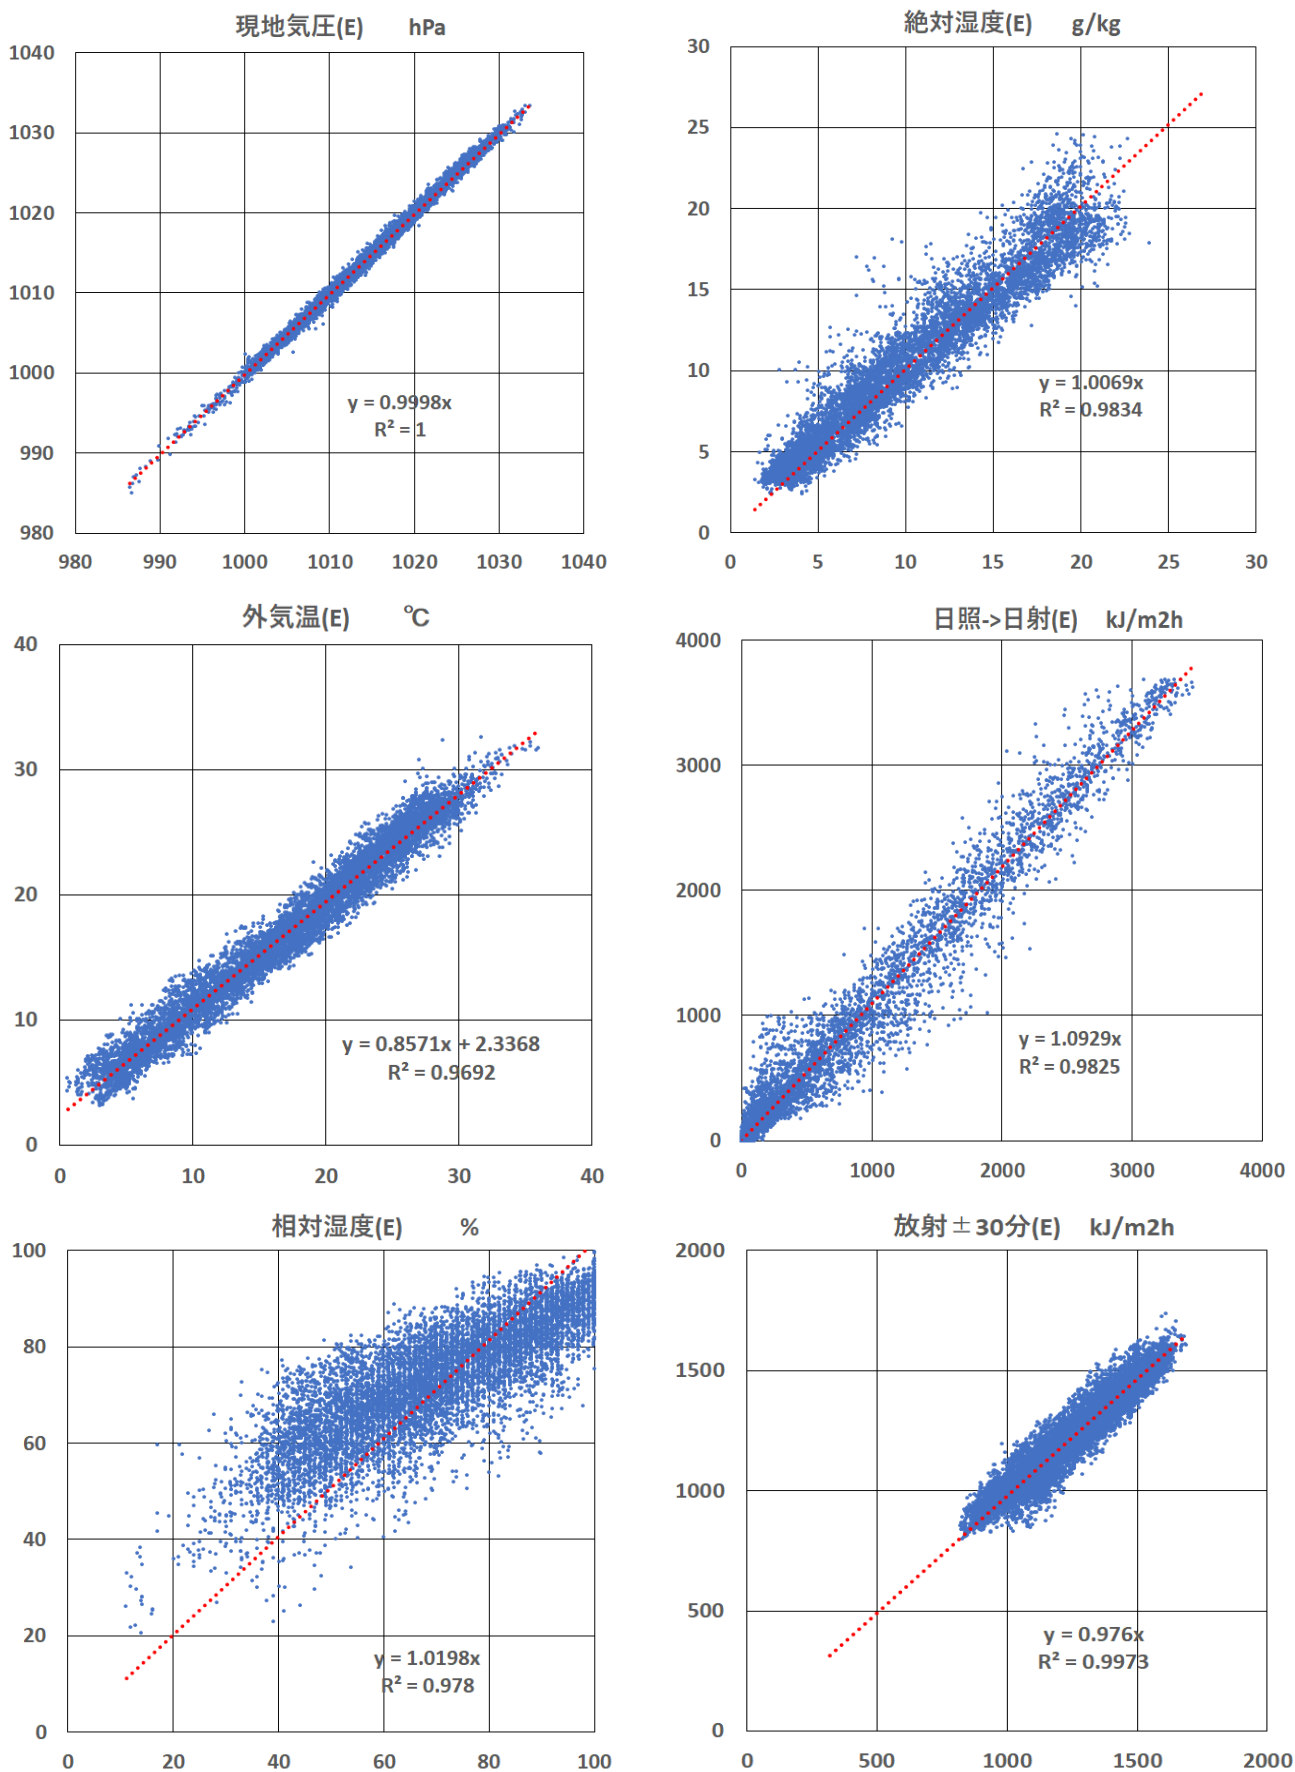 現地気圧(E) hPa
1040
1030
1020
1010
1000
990
980
980 990 1000 1010 1020 1030 1040
y = 0.9998x
R² = 1
絶対湿度(E) g/kg
30
25
20
15
10
5
0
0 5 10 15 20 25 30
y = 1.0069x
R² = 0.9834
外気温(E) ℃
40
30
20
10
0
0 10 20 30 40
y = 0.8571x + 2.3368
R² = 0.9692
日照->日射(E) kJ/m2h
4000
3000
2000
1000
0
0 1000 2000 3000 4000
y = 1.0929x
R² = 0.9825
相対湿度(E) %
100
80
60
40
20
0
0 20 40 60 80 100
y = 1.0198x
R² = 0.978
放射±30分(E) kJ/m2h
2000
1500
1000
500
0
0 500 1000 1500 2000
y = 0.976x
R² = 0.9973